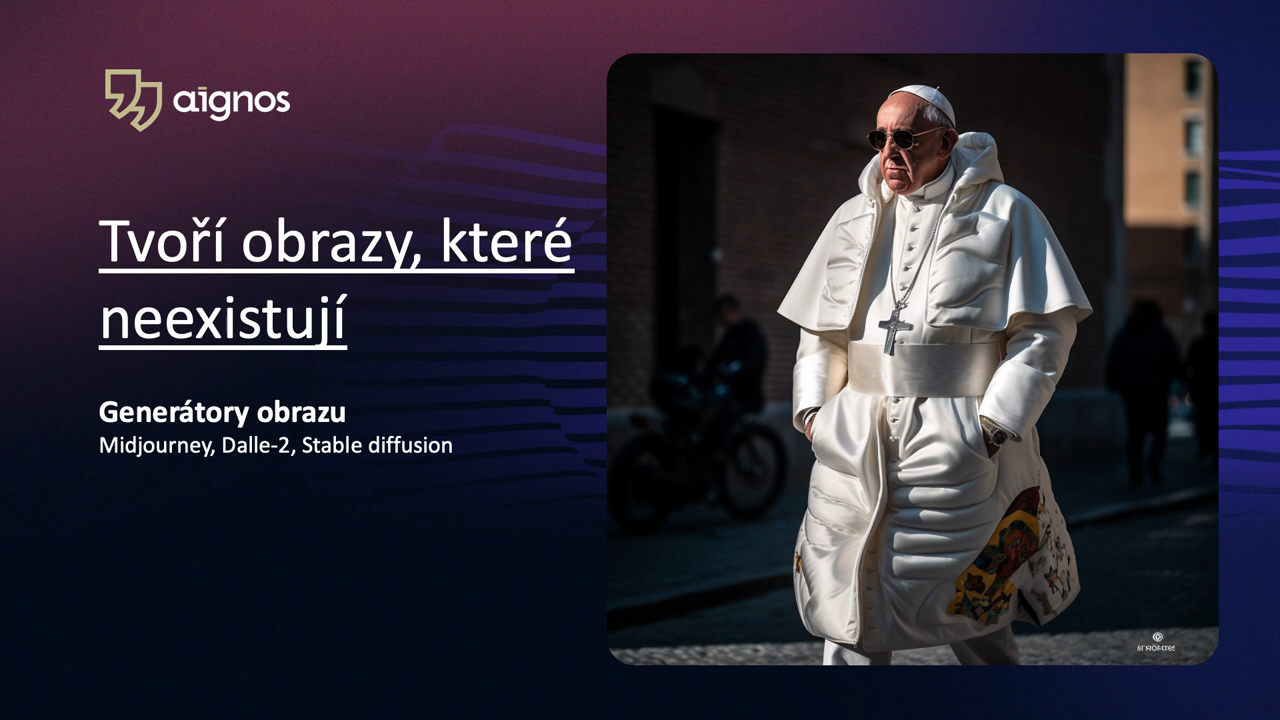 aignos
Tvoří obrazy, které
neexistují
Generátory obrazu
Midjourney, Dalle-2, Stable diffusion